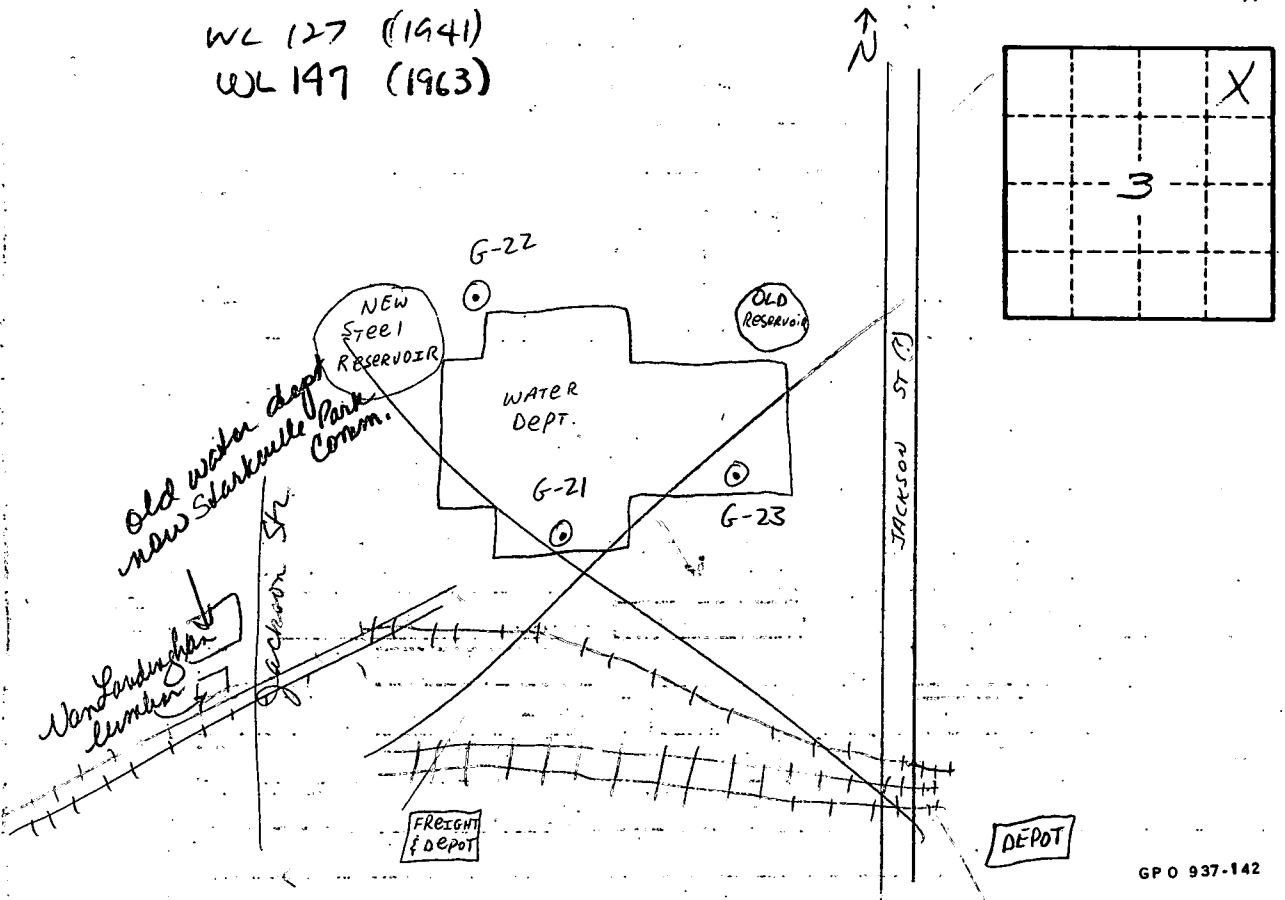 WL 127 (1941)
WL 147 (1963)
N
X
3
G-22
NEW
STEEL
RESERVOIR
OLD
RESERVOIR
WATER
DEPT.
G-21
G-23
JACKSON ST (?)
old water dept
now Starkville Park
Comm.
Jackson St.
VanLandingham
lumber
FREIGHT
& DEPOT
DEPOT
GPO 937-142